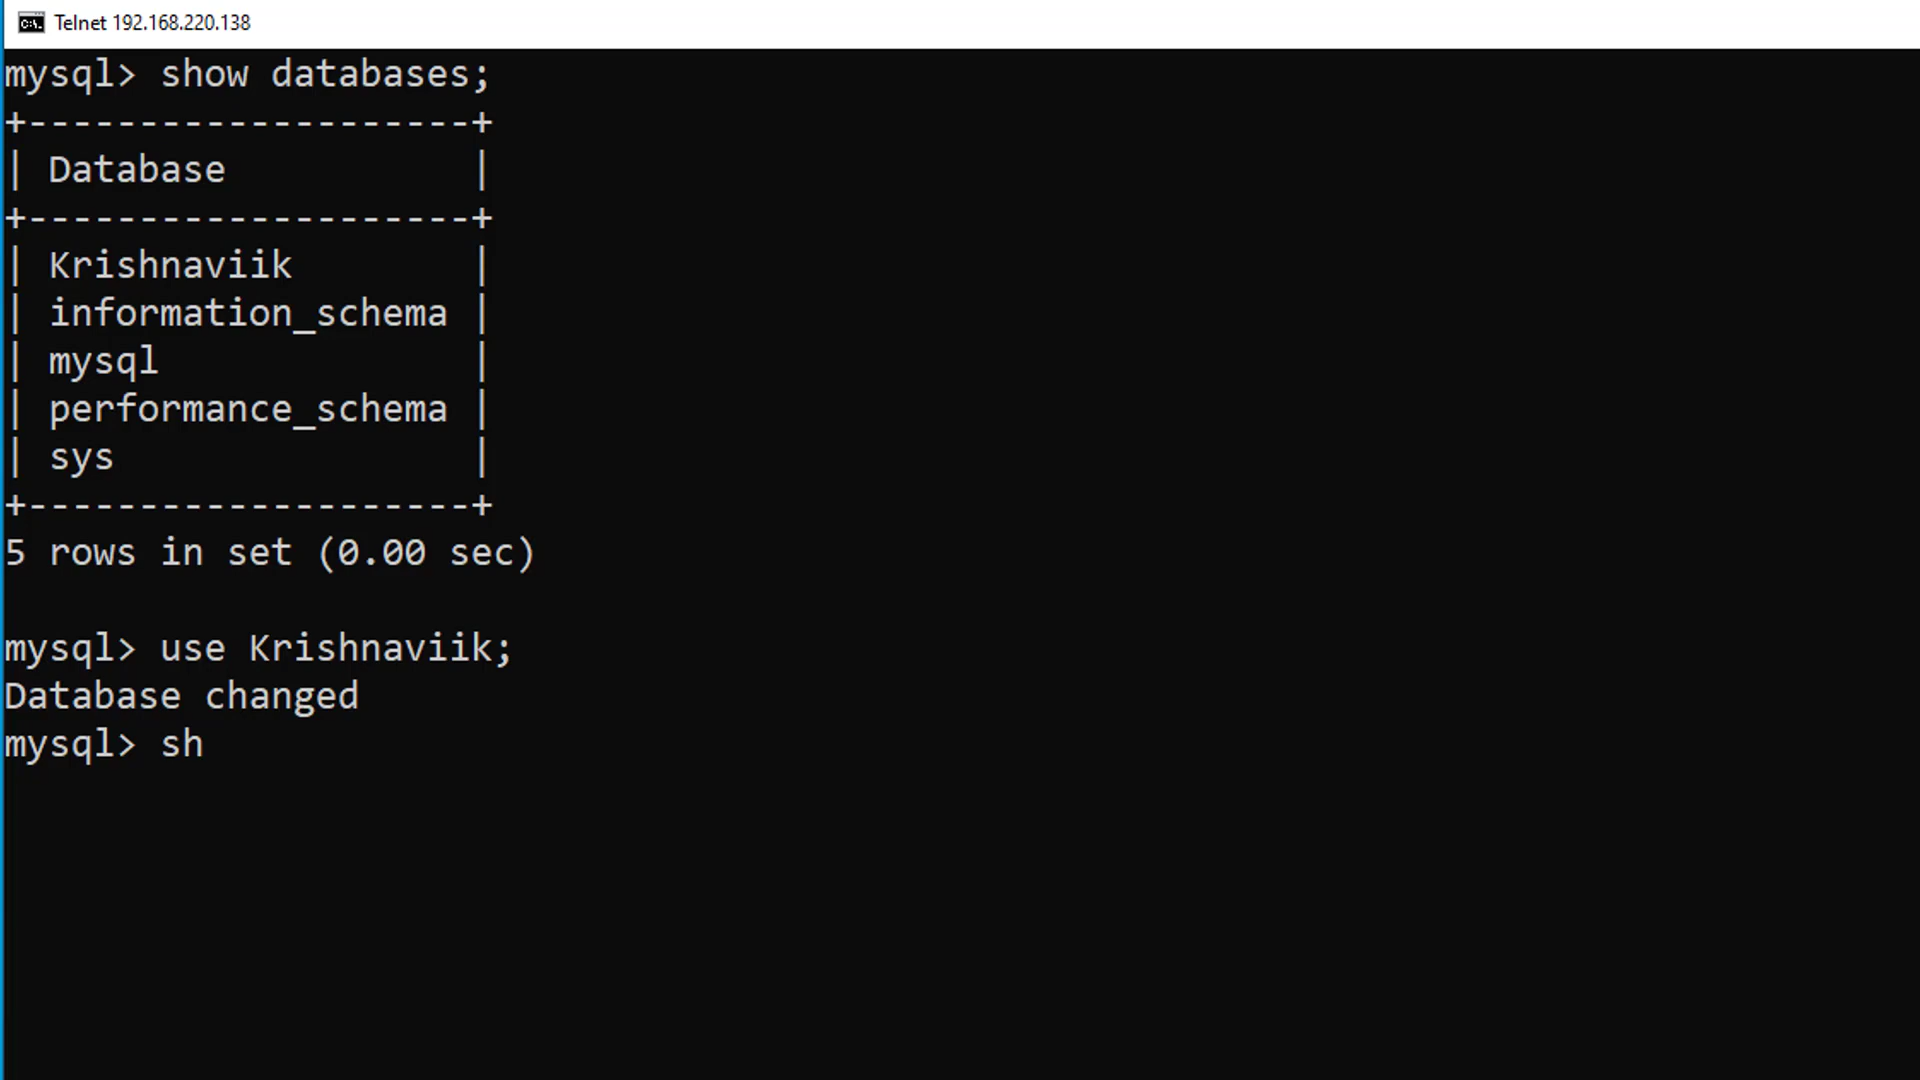 Telnet 192.168.220.138
mysql> show databases;
+--------------------+
| Database           |
+--------------------+
| Krishnaviik        |
| information_schema |
| mysql              |
| performance_schema |
| sys                |
+--------------------+
5 rows in set (0.00 sec)

mysql> use Krishnaviik;
Database changed
mysql> sh